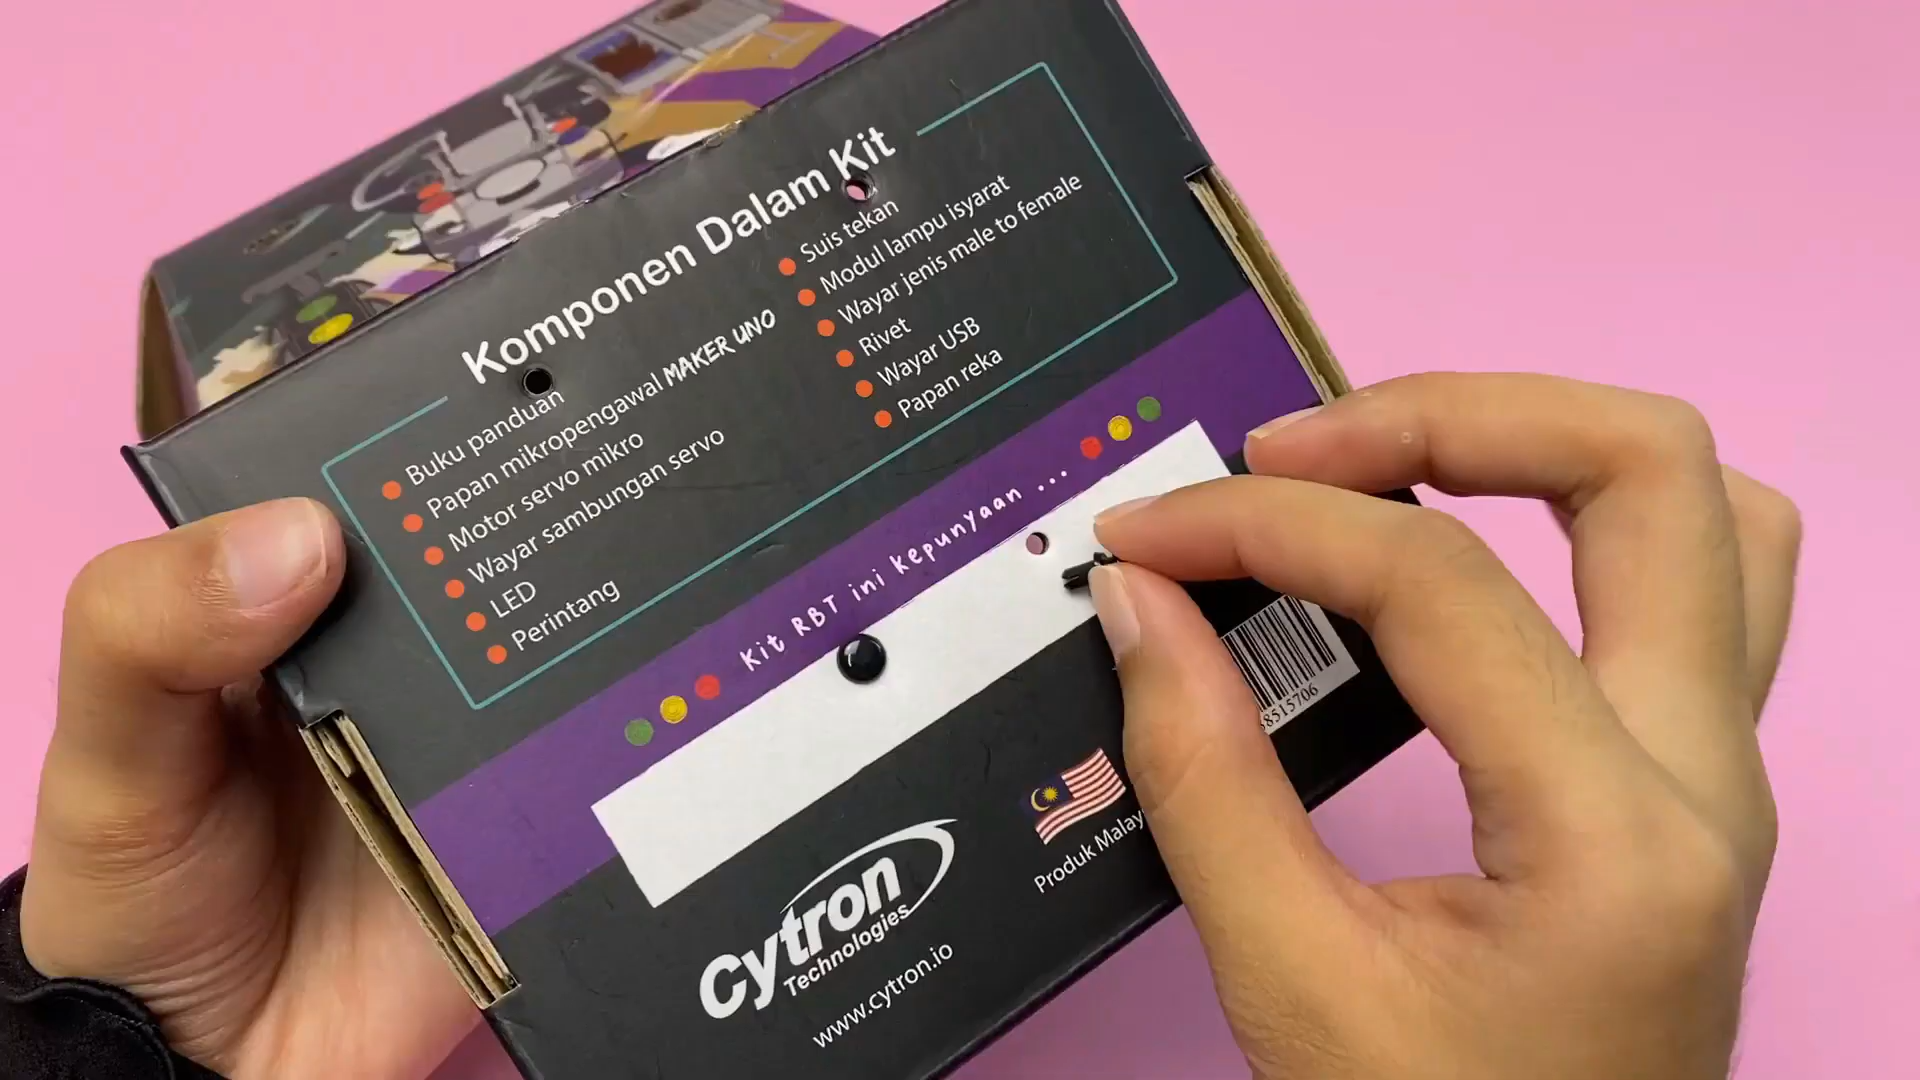 Komponen Dalam Kit
Buku panduan
Papan mikropengawal MAKER UNO
Motor servo mikro
Wayar sambungan servo
LED
Perintang
Suis tekan
Modul lampu isyarat
Wayar jenis male to female
Rivet
Wayar USB
Papan reka
Kit RBT ini kepunyaan ...
Cytron
Technologies
www.cytron.io
Produk